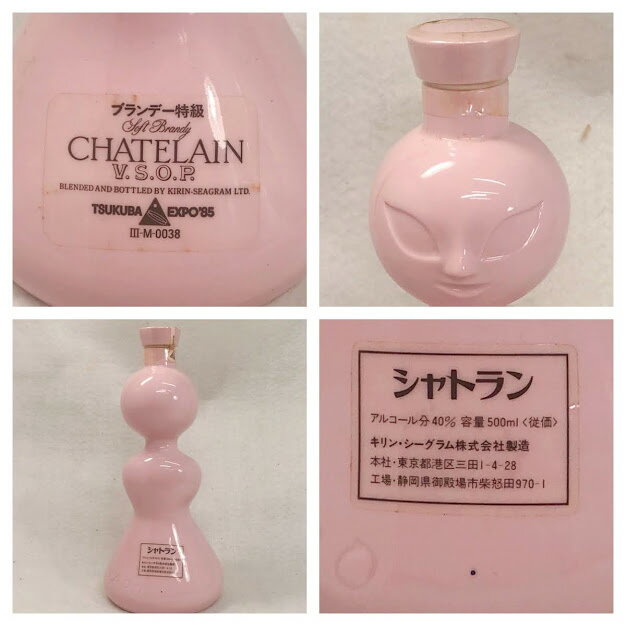 ブランデー特級
Soft Brandy
CHATELAIN
V.S.O.P.
BLENDED AND BOTTLED BY KIRIN-SEAGRAM LTD.
TSUKUBA EXPO'85
III-M-0038
シャトラン
シャトラン
アルコール分40% 容量500ml〈従価〉
キリン・シーグラム株式会社製造
本社・東京都港区三田1-4-28
工場・静岡県御殿場市柴怒田970-1